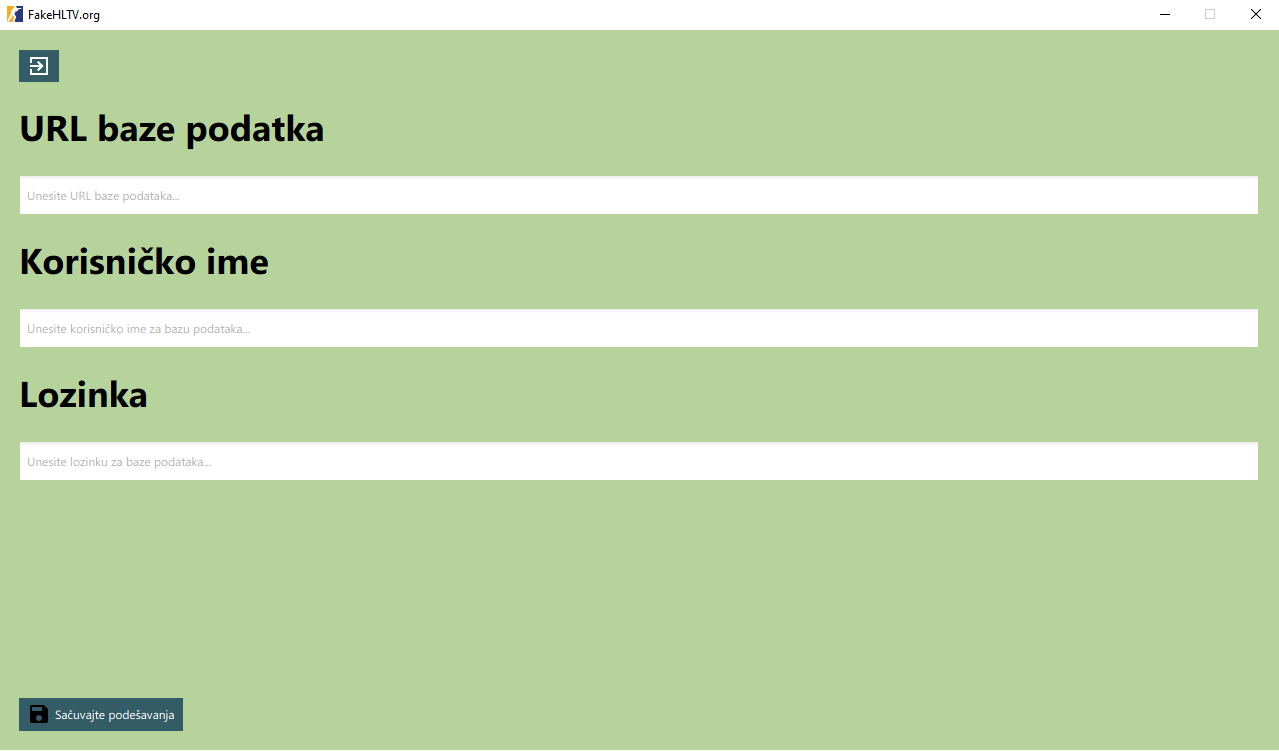 FakeHLTV.org
URL baze podatka
Unesite URL baze podataka...
Korisničko ime
Unesite korisničko ime za bazu podataka...
Lozinka
Unesite lozinku za baze podataka...
Sačuvajte podešavanja